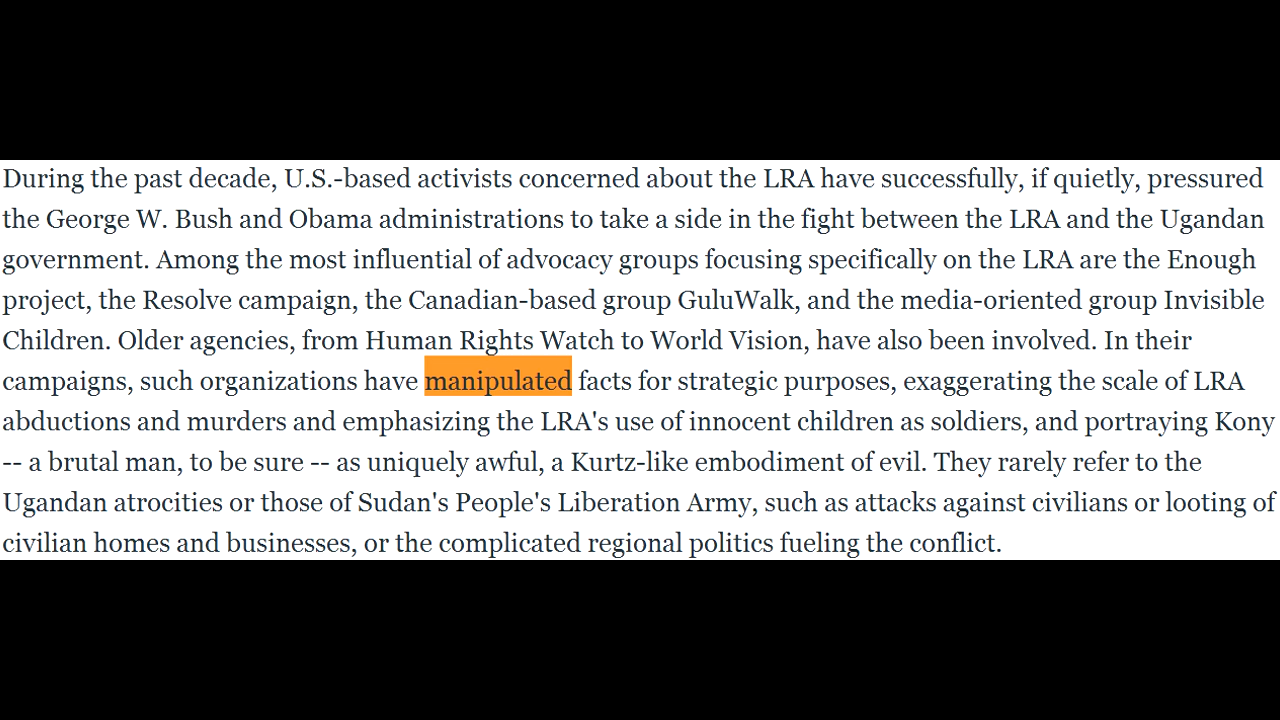 During the past decade, U.S.-based activists concerned about the LRA have successfully, if quietly, pressured
the George W. Bush and Obama administrations to take a side in the fight between the LRA and the Ugandan
government. Among the most influential of advocacy groups focusing specifically on the LRA are the Enough
project, the Resolve campaign, the Canadian-based group GuluWalk, and the media-oriented group Invisible
Children. Older agencies, from Human Rights Watch to World Vision, have also been involved. In their
campaigns, such organizations have manipulated facts for strategic purposes, exaggerating the scale of LRA
abductions and murders and emphasizing the LRA's use of innocent children as soldiers, and portraying Kony
-- a brutal man, to be sure -- as uniquely awful, a Kurtz-like embodiment of evil. They rarely refer to the
Ugandan atrocities or those of Sudan's People's Liberation Army, such as attacks against civilians or looting of
civilian homes and businesses, or the complicated regional politics fueling the conflict.